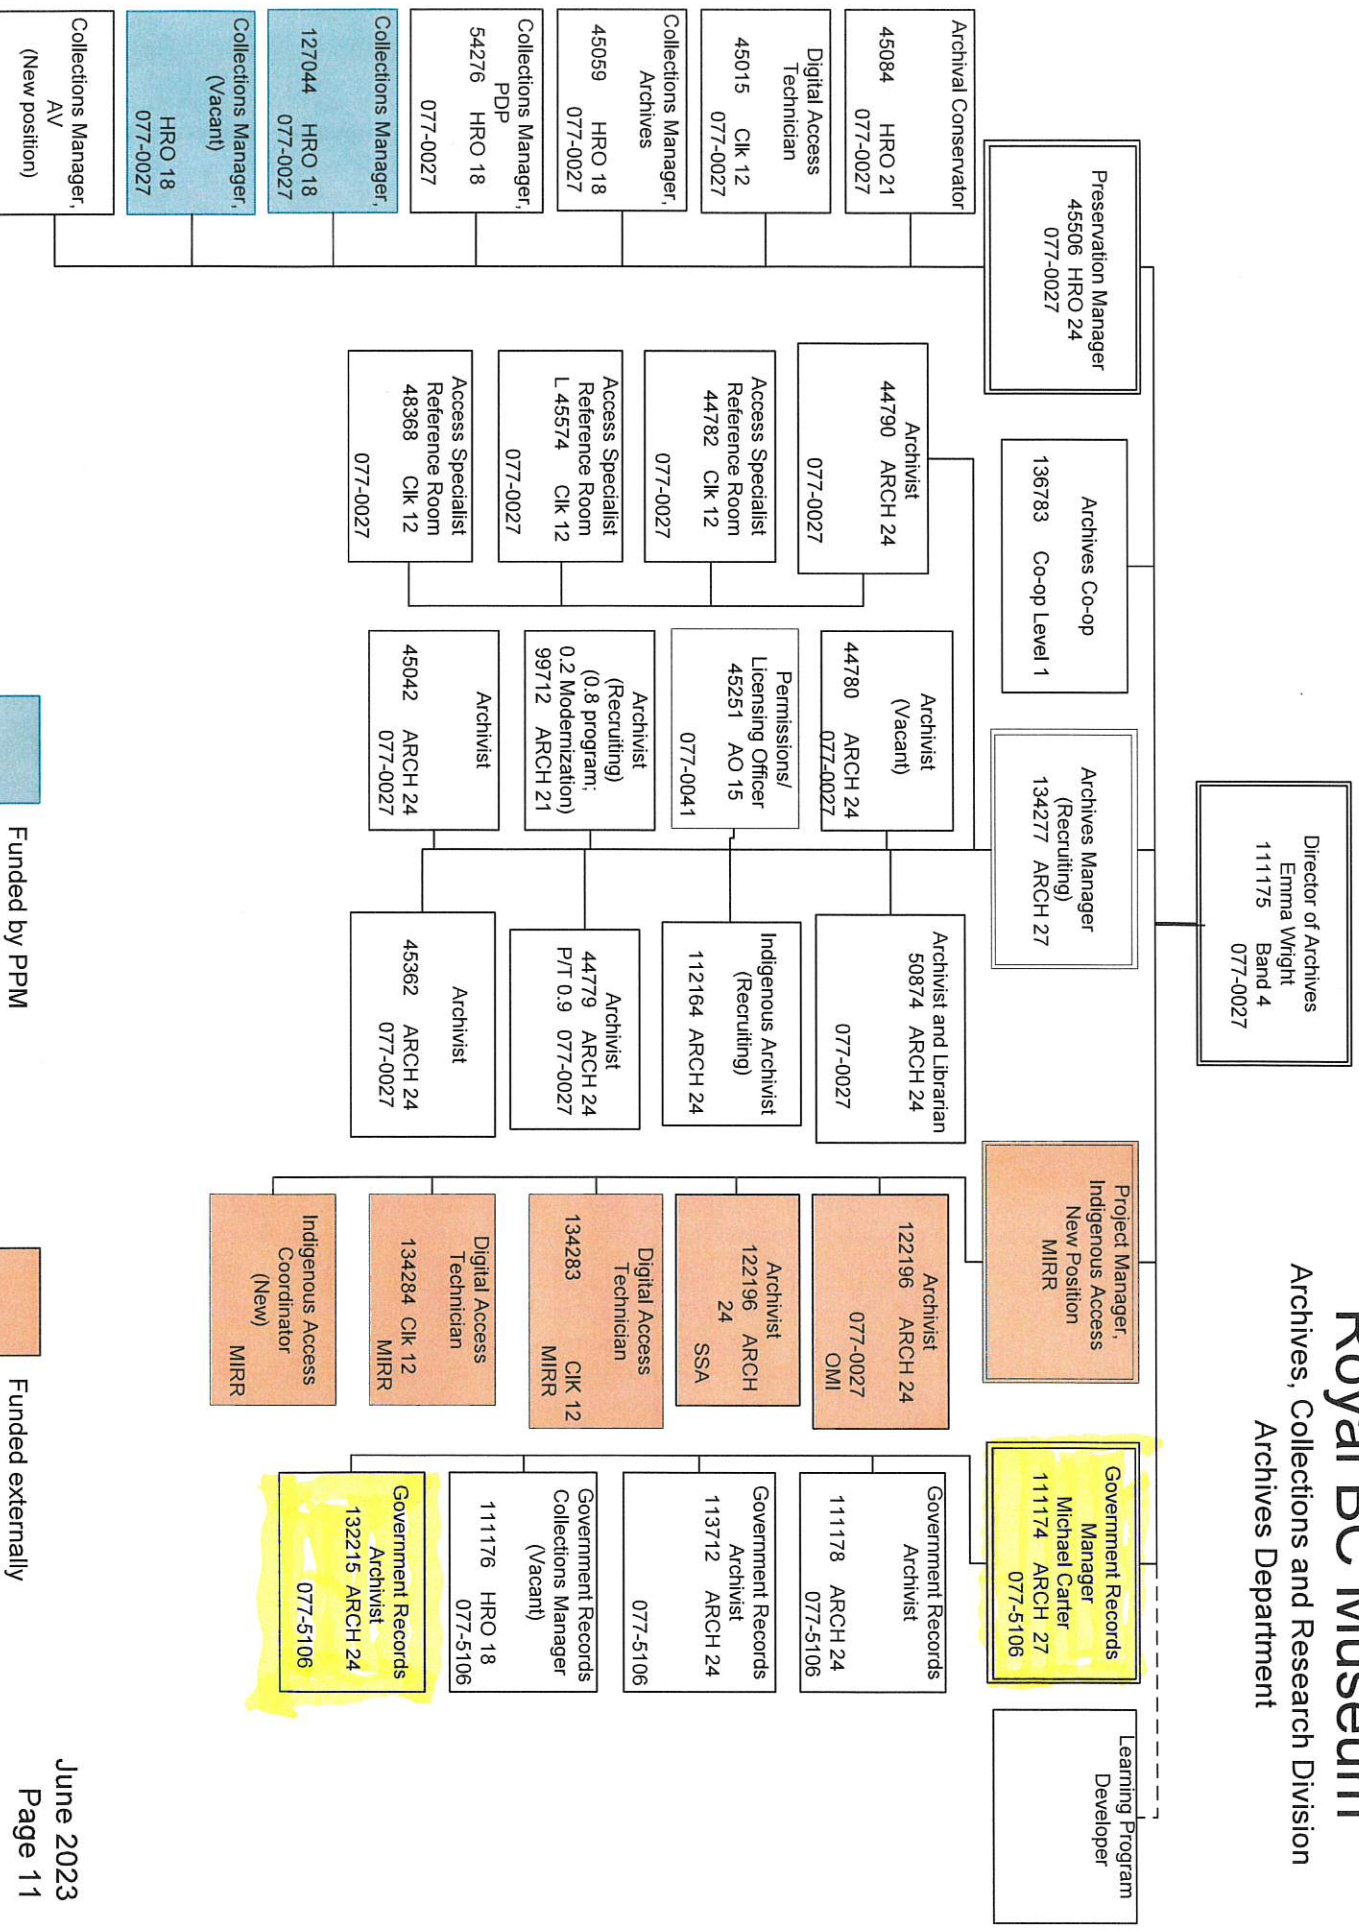 Royal BC Museum
Archives, Collections and Research Division
Archives Department
Director of Archives
Emma Wright
111175 Band 4
077-0027
Preservation Manager
45506 HRO 24
077-0027
Archives Co-op
136783 Co-op Level 1
Archives Manager
(Recruiting)
134277 ARCH 27
Project Manager,
Indigenous Access
New Position
MIRR
Government Records
Manager
Michael Carter
111174 ARCH 27
077-5106
Learning Program
Developer
Archival Conservator
45084 HRO 21
077-0027
Digital Access
Technician
45015 Clk 12
077-0027
Collections Manager,
Archives
45059 HRO 18
077-0027
Collections Manager,
PDP
54276 HRO 18
077-0027
Collections Manager,
127044 HRO 18
077-0027
Collections Manager,
(Vacant)
HRO 18
077-0027
Collections Manager,
AV
(New position)
Archivist
44790 ARCH 24
077-0027
Access Specialist
Reference Room
44782 Clk 12
077-0027
Access Specialist
Reference Room
L 45574 Clk 12
077-0027
Access Specialist
Reference Room
48368 Clk 12
077-0027
Archivist
(Vacant)
44780 ARCH 24
077-0027
Permissions/
Licensing Officer
45251 AO 15
077-0041
Archivist
(Recruiting)
(0.8 program;
0.2 Modernization)
99712 ARCH 21
Archivist
45042 ARCH 24
077-0027
Archivist and Librarian
50874 ARCH 24
077-0027
Indigenous Archivist
(Recruiting)
112164 ARCH 24
Archivist
44779 ARCH 24
P/T 0.9 077-0027
Archivist
45362 ARCH 24
077-0027
Archivist
122196 ARCH 24
077-0027
OMI
Archivist
122196 ARCH
24
SSA
Digital Access
Technician
134283 ClK 12
MIRR
Digital Access
Technician
134284 Clk 12
MIRR
Indigenous Access
Coordinator
(New)
MIRR
Government Records
Archivist
111178 ARCH 24
077-5106
Government Records
Archivist
113712 ARCH 24
077-5106
Government Records
Collections Manager
(Vacant)
111176 HRO 18
077-5106
Government Records
Archivist
132215 ARCH 24
077-5106
Funded by PPM
Funded externally
June 2023
Page 11